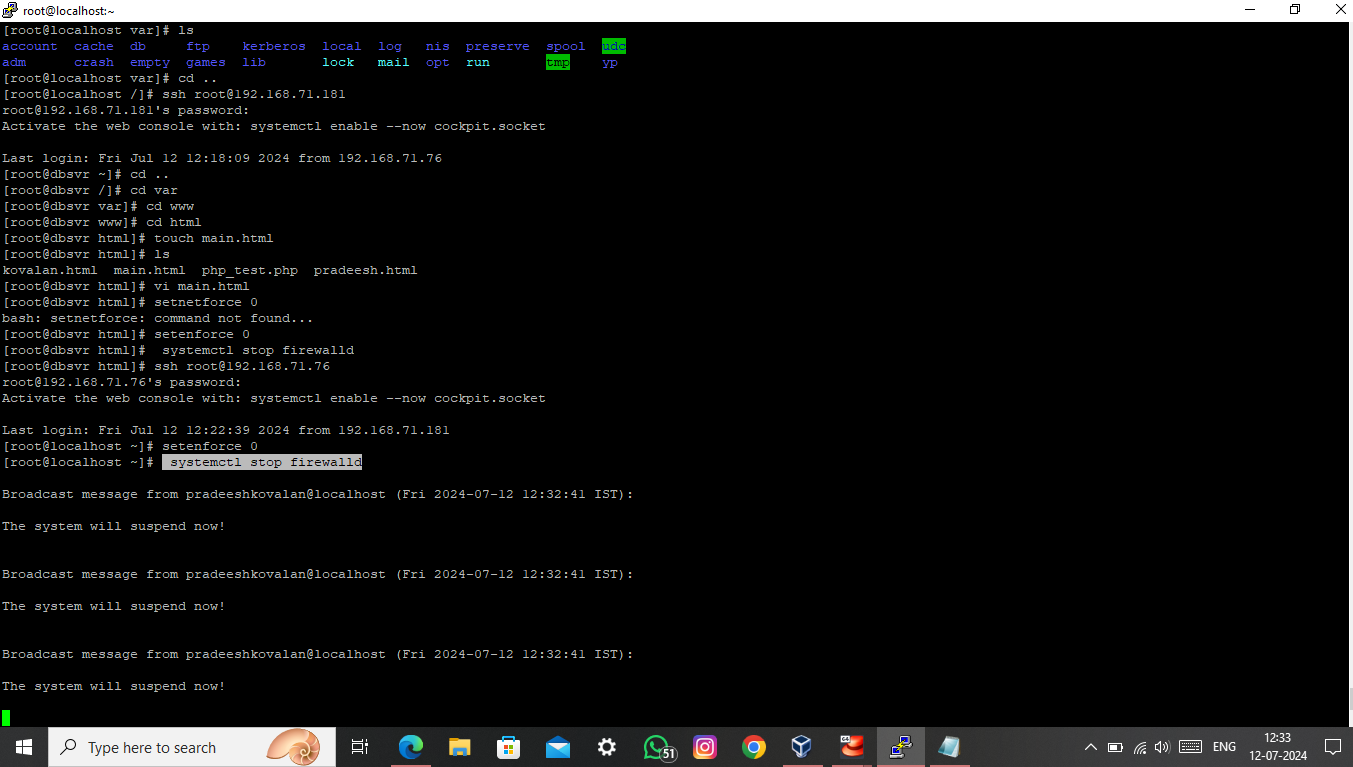 root@localhost:~
[root@localhost var]# ls
account cache db ftp kerberos local log nis preserve spool udc
adm crash empty games lib lock mail opt run tmp yp
[root@localhost var]# cd ..
[root@localhost /]# ssh root@192.168.71.181
root@192.168.71.181's password:
Activate the web console with: systemctl enable --now cockpit.socket
Last login: Fri Jul 12 12:18:09 2024 from 192.168.71.76
[root@dbsvr ~]# cd ..
[root@dbsvr /]# cd var
[root@dbsvr var]# cd www
[root@dbsvr www]# cd html
[root@dbsvr html]# touch main.html
[root@dbsvr html]# ls
kovalan.html main.html php_test.php pradeesh.html
[root@dbsvr html]# vi main.html
[root@dbsvr html]# setnetforce 0
bash: setnetforce: command not found...
[root@dbsvr html]# setenforce 0
[root@dbsvr html]#  systemctl stop firewalld
[root@dbsvr html]# ssh root@192.168.71.76
root@192.168.71.76's password:
Activate the web console with: systemctl enable --now cockpit.socket
Last login: Fri Jul 12 12:22:39 2024 from 192.168.71.181
[root@localhost ~]# setenforce 0
[root@localhost ~]#  systemctl stop firewalld
Broadcast message from pradeeshkovalan@localhost (Fri 2024-07-12 12:32:41 IST):
The system will suspend now!
Broadcast message from pradeeshkovalan@localhost (Fri 2024-07-12 12:32:41 IST):
The system will suspend now!
Broadcast message from pradeeshkovalan@localhost (Fri 2024-07-12 12:32:41 IST):
The system will suspend now!
Type here to search
51
64
ENG
12:33
12-07-2024